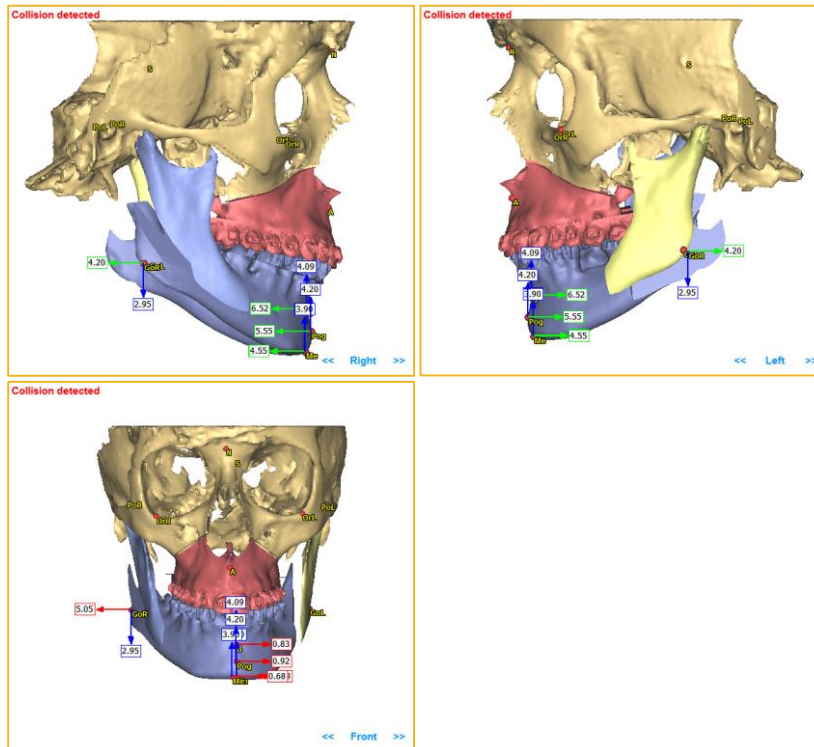 Collision detected
N
S
PoL PoR
OrR
A
4.20
GoRL
2.95
4.09
4.20
3.90
6.52
5.55
Pog
4.55
Me
<< Right >>
Collision detected
N
S
PoR PoL
OrR L
A
4.09
4.20
GoR
4.20
3.90
6.52
2.95
Pog
5.55
Me
4.55
<< Left >>
Collision detected
N
S
PoR
OrR
OrL
PoL
A
4.09
5.05
GoR
GoL
4.20
2.95
0.83
Pog
0.92
Me
0.68
<< Front >>